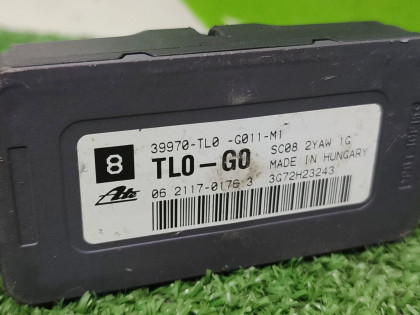 39970-TL0 -G011-M1
8
TL0-G0
SC08 2YAW 1G
MADE IN HUNGARY
Ate
06.2117-0176.3 3G72H23243